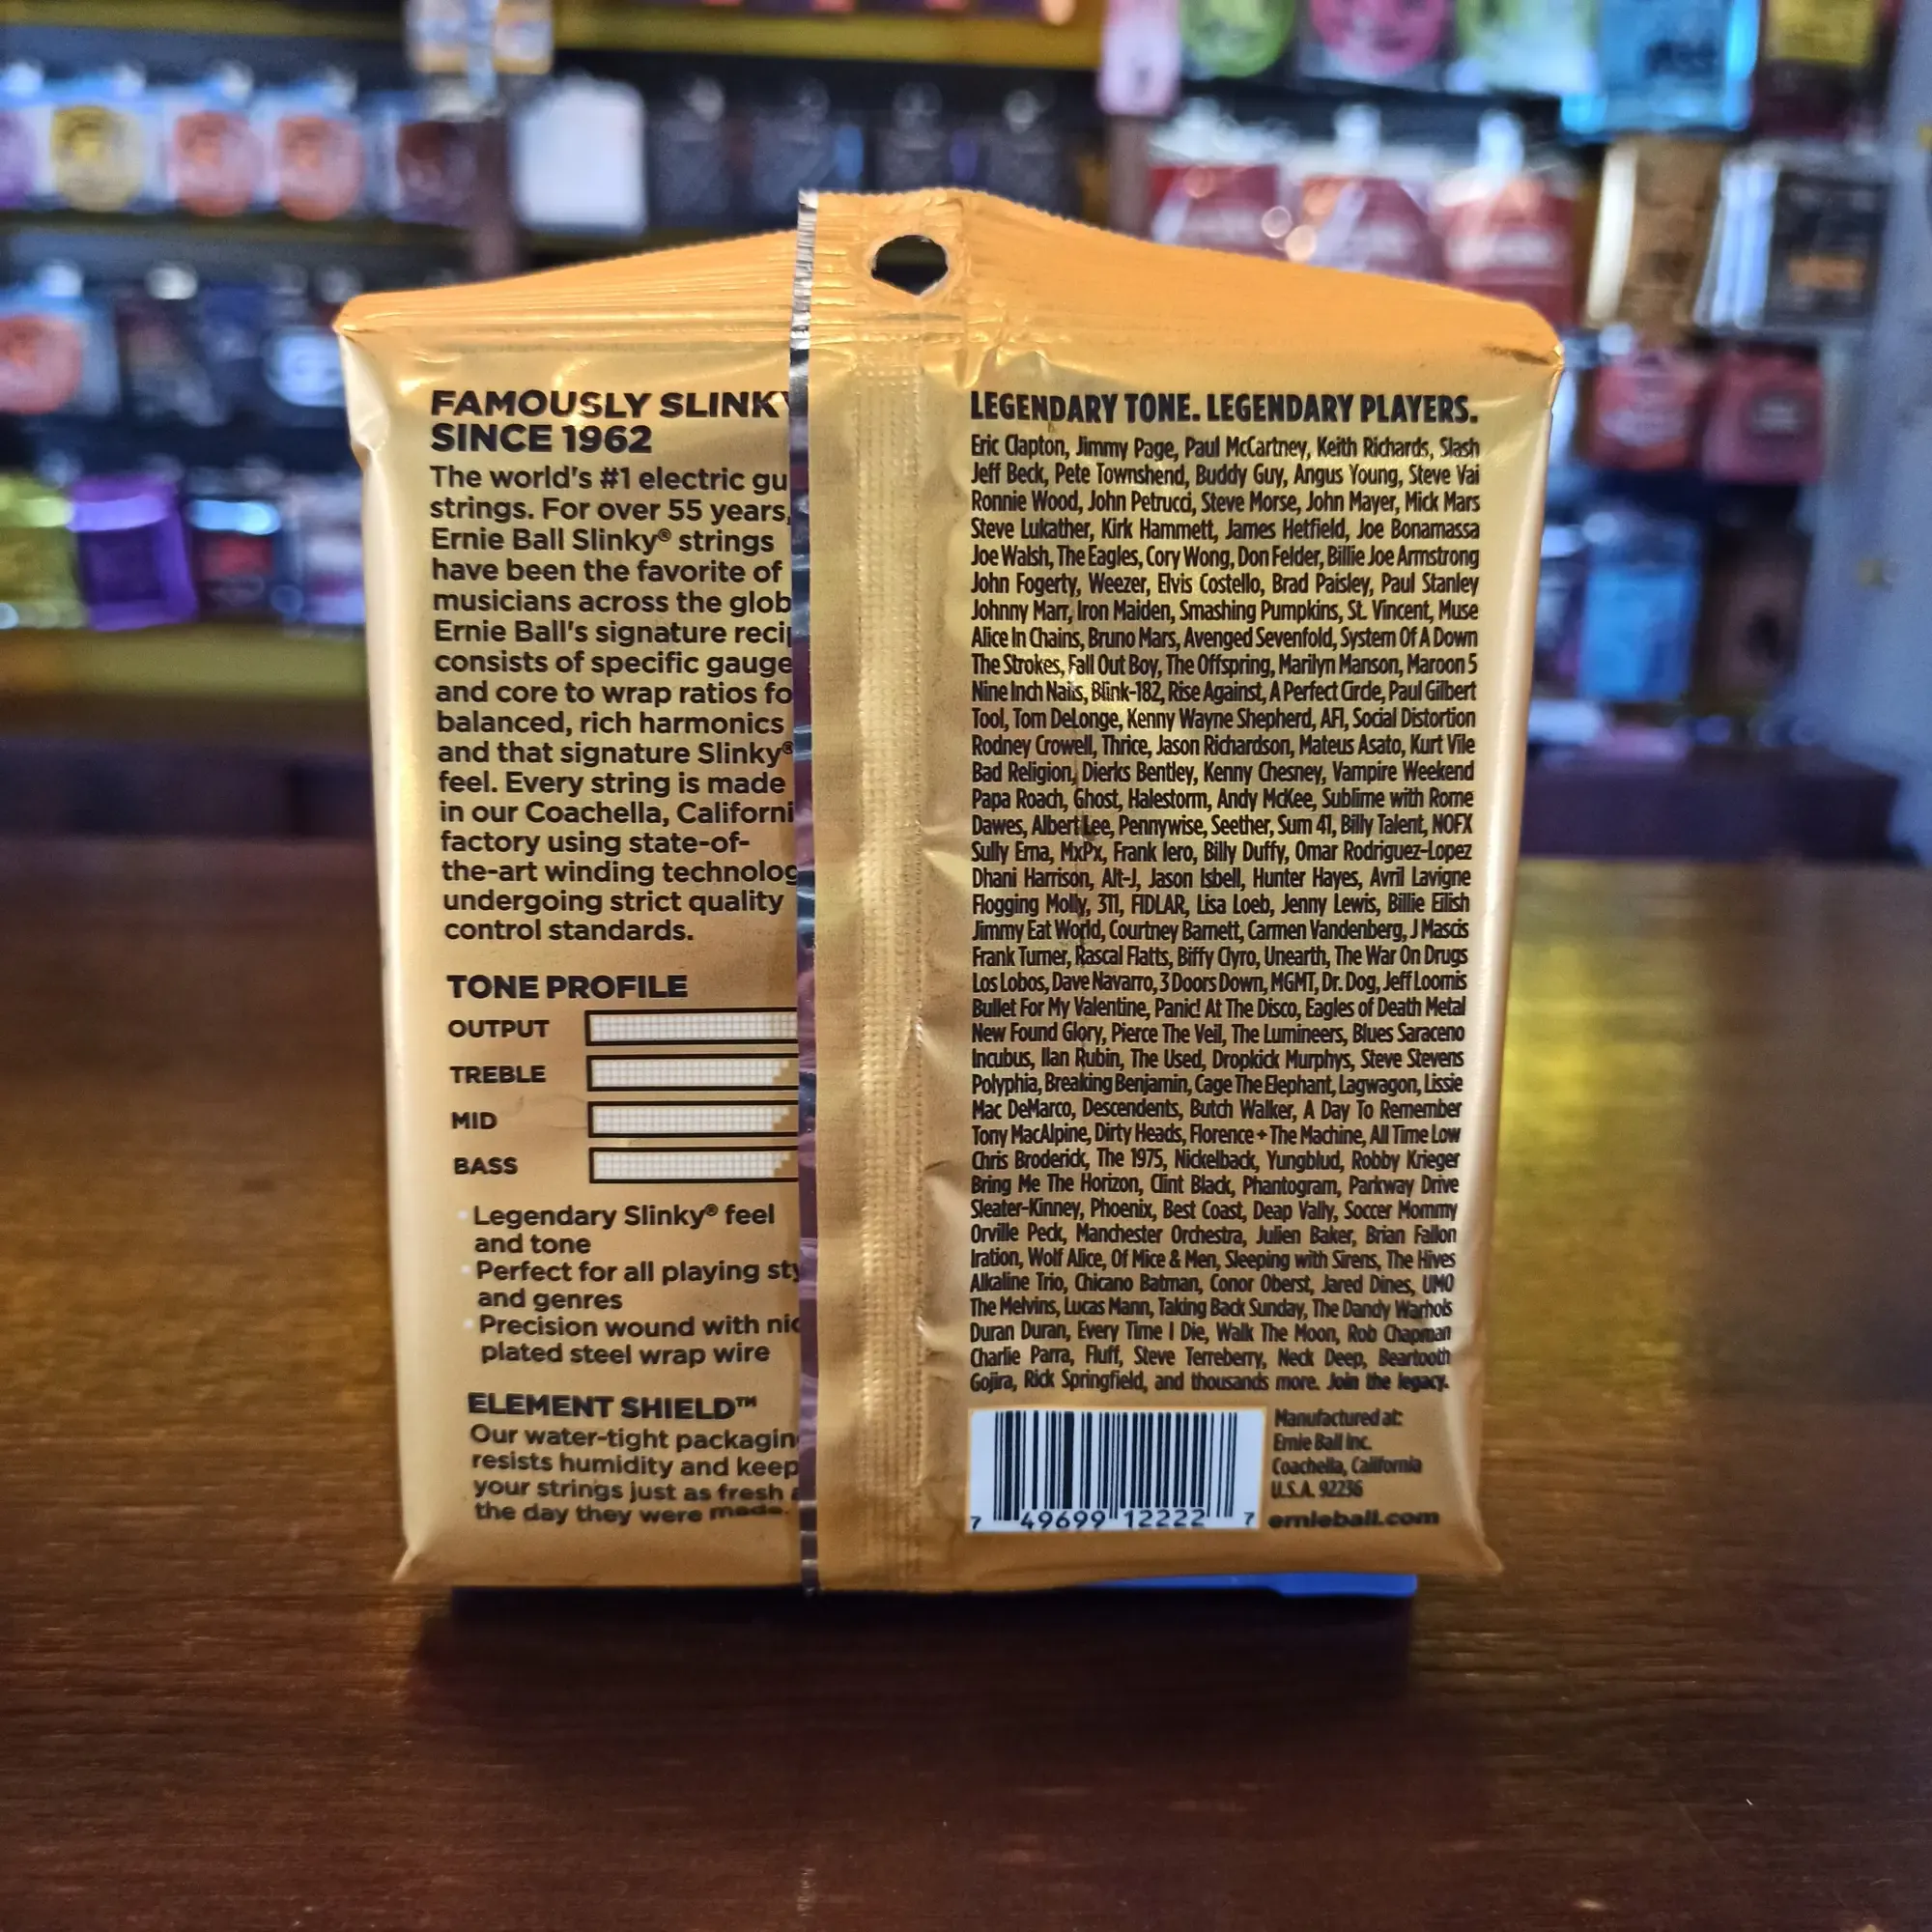 FAMOUSLY SLINKY
SINCE 1962
The world's #1 electric gu
strings. For over 55 years,
Ernie Ball Slinky® strings
have been the favorite of
musicians across the glob
Ernie Ball's signature reci
consists of specific gauge
and core to wrap ratios fo
balanced, rich harmonics
and that signature Slinky®
feel. Every string is made
in our Coachella, Californi
factory using state-of-
the-art winding technolog
undergoing strict quality
control standards.
TONE PROFILE
OUTPUT
TREBLE
MID
BASS
Legendary Slinky® feel
and tone
Perfect for all playing sty
and genres
Precision wound with nic
plated steel wrap wire
ELEMENT SHIELD™
Our water-tight packagin
resists humidity and keep
your strings just as fresh a
the day they were made.
LEGENDARY TONE. LEGENDARY PLAYERS.
Eric Clapton, Jimmy Page, Paul McCartney, Keith Richards, Slash
Jeff Beck, Pete Townshend, Buddy Guy, Angus Young, Steve Vai
Ronnie Wood, John Petrucci, Steve Morse, John Mayer, Mick Mars
Steve Lukather, Kirk Hammett, James Hetfield, Joe Bonamassa
Joe Walsh, The Eagles, Cory Wong, Don Felder, Billie Joe Armstrong
John Fogerty, Weezer, Elvis Costello, Brad Paisley, Paul Stanley
Johnny Marr, Iron Maiden, Smashing Pumpkins, St. Vincent, Muse
Alice In Chains, Bruno Mars, Avenged Sevenfold, System Of A Down
The Strokes, Fall Out Boy, The Offspring, Marilyn Manson, Maroon 5
Nine Inch Nails, Blink-182, Rise Against, A Perfect Circle, Paul Gilbert
Tool, Tom DeLonge, Kenny Wayne Shepherd, AFI, Social Distortion
Rodney Crowell, Thrice, Jason Richardson, Mateus Asato, Kurt Vile
Bad Religion, Dierks Bentley, Kenny Chesney, Vampire Weekend
Papa Roach, Ghost, Halestorm, Andy McKee, Sublime with Rome
Dawes, Albert Lee, Pennywise, Seether, Sum 41, Billy Talent, NOFX
Sully Erna, MxPx, Frank Iero, Billy Duffy, Omar Rodriguez-Lopez
Dhani Harrison, Alt-J, Jason Isbell, Hunter Hayes, Avril Lavigne
Flogging Molly, 311, FIDLAR, Lisa Loeb, Jenny Lewis, Billie Eilish
Jimmy Eat World, Courtney Barnett, Carmen Vandenberg, J Mascis
Frank Turner, Rascal Flatts, Biffy Clyro, Unearth, The War On Drugs
Los Lobos, Dave Navarro, 3 Doors Down, MGMT, Dr. Dog, Jeff Loomis
Bullet For My Valentine, Panic! At The Disco, Eagles of Death Metal
New Found Glory, Pierce The Veil, The Lumineers, Blues Saraceno
Incubus, Ilan Rubin, The Used, Dropkick Murphys, Steve Stevens
Polyphia, Breaking Benjamin, Cage The Elephant, Lagwagon, Lissie
Mac DeMarco, Descendents, Butch Walker, A Day To Remember
Tony MacAlpine, Dirty Heads, Florence + The Machine, All Time Low
Chris Broderick, The 1975, Nickelback, Yungblud, Robby Krieger
Bring Me The Horizon, Clint Black, Phantogram, Parkway Drive
Sleater-Kinney, Phoenix, Best Coast, Deap Vally, Soccer Mommy
Orville Peck, Manchester Orchestra, Julien Baker, Brian Fallon
Iration, Wolf Alice, Of Mice & Men, Sleeping with Sirens, The Hives
Alkaline Trio, Chicano Batman, Conor Oberst, Jared Dines, UMO
The Melvins, Lucas Mann, Taking Back Sunday, The Dandy Warhols
Duran Duran, Every Time I Die, Walk The Moon, Rob Chapman
Charlie Parra, Fluff, Steve Terreberry, Neck Deep, Beartooth
Gojira, Rick Springfield, and thousands more. Join the legacy.
7 49699 12222 7
Manufactured at:
Ernie Ball Inc.
Coachella, California
U.S.A. 92236
ernieball.com